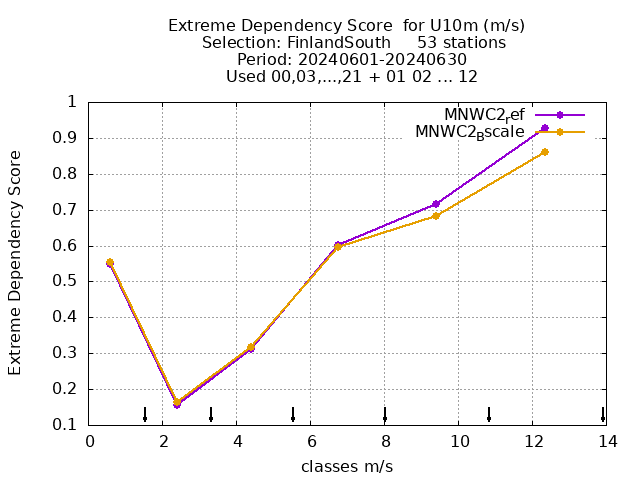 Extreme Dependency Score  for U10m (m/s)
Selection: FinlandSouth     53 stations
Period: 20240601-20240630
Used 00,03,...,21 + 01 02 ... 12
MNWC2ref
MNWC2Bscale
Extreme Dependency Score
1
0.9
0.8
0.7
0.6
0.5
0.4
0.3
0.2
0.1
0 2 4 6 8 10 12 14
classes m/s